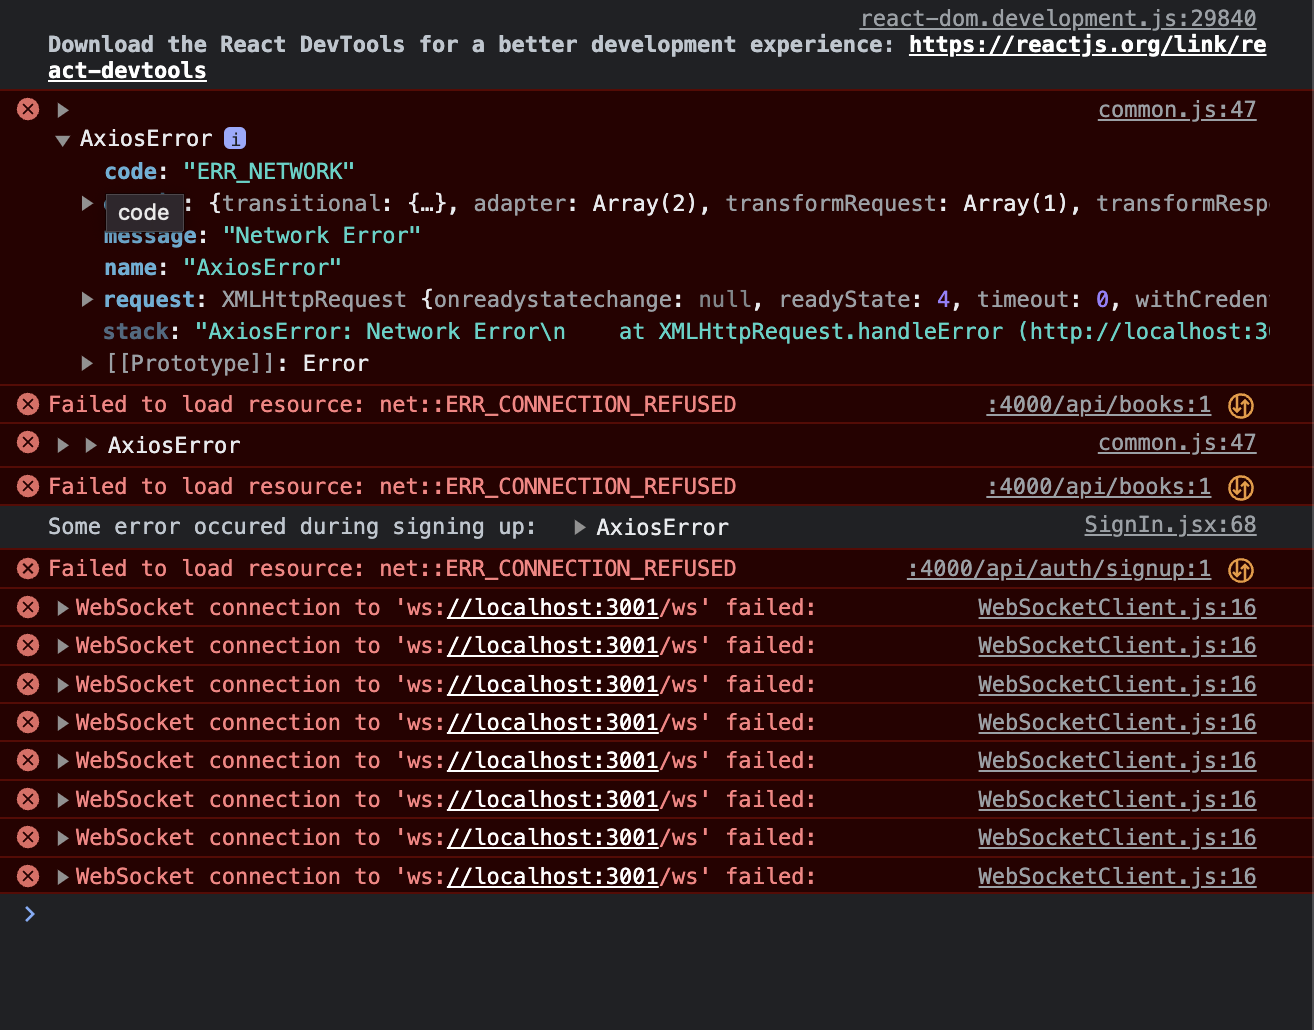 react-dom.development.js:29840
Download the React DevTools for a better development experience: https://reactjs.org/link/re
act-devtools
common.js:47
AxiosError i
code: "ERR_NETWORK"
code : {transitional: {…}, adapter: Array(2), transformRequest: Array(1), transformResp
message: "Network Error"
name: "AxiosError"
request: XMLHttpRequest {onreadystatechange: null, readyState: 4, timeout: 0, withCreden
stack: "AxiosError: Network Error\n    at XMLHttpRequest.handleError (http://localhost:30
[[Prototype]]: Error
Failed to load resource: net::ERR_CONNECTION_REFUSED :4000/api/books:1
AxiosError common.js:47
Failed to load resource: net::ERR_CONNECTION_REFUSED :4000/api/books:1
Some error occured during signing up: AxiosError SignIn.jsx:68
Failed to load resource: net::ERR_CONNECTION_REFUSED :4000/api/auth/signup:1
WebSocket connection to 'ws://localhost:3001/ws' failed: WebSocketClient.js:16
WebSocket connection to 'ws://localhost:3001/ws' failed: WebSocketClient.js:16
WebSocket connection to 'ws://localhost:3001/ws' failed: WebSocketClient.js:16
WebSocket connection to 'ws://localhost:3001/ws' failed: WebSocketClient.js:16
WebSocket connection to 'ws://localhost:3001/ws' failed: WebSocketClient.js:16
WebSocket connection to 'ws://localhost:3001/ws' failed: WebSocketClient.js:16
WebSocket connection to 'ws://localhost:3001/ws' failed: WebSocketClient.js:16
WebSocket connection to 'ws://localhost:3001/ws' failed: WebSocketClient.js:16